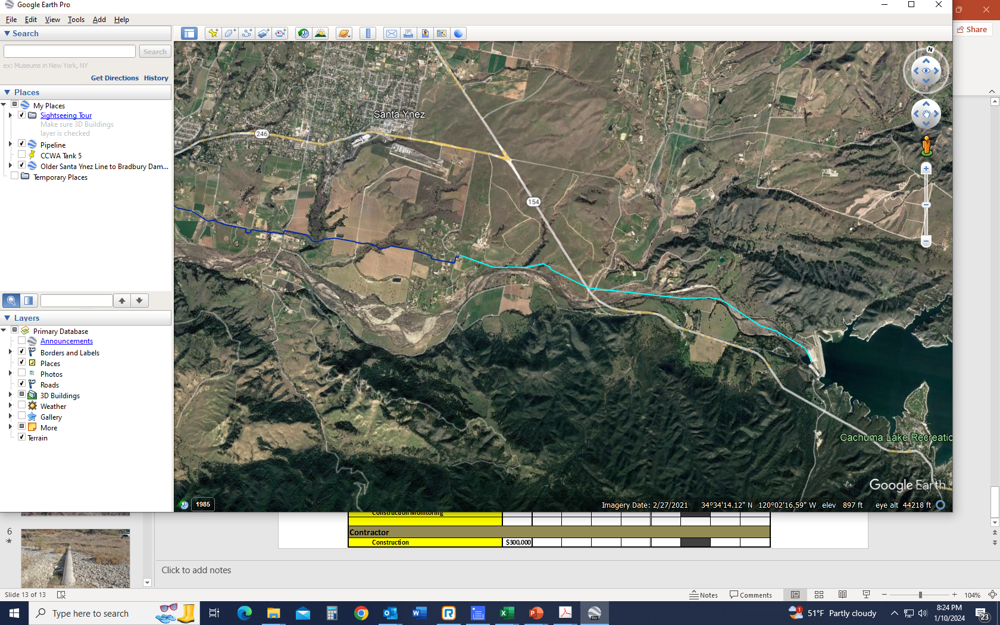 Google Earth Pro
File Edit View Tools Add Help
Share
Search
Search
ex: Museums in New York, NY
Get Directions History
Places
My Places
Sightseeing Tour
Make sure 3D Buildings
layer is checked
Pipeline
CCWA Tank 5
Older Santa Ynez Line to Bradbury Dam...
Temporary Places
Layers
Primary Database
Announcements
Borders and Labels
Places
Photos
Roads
3D Buildings
Weather
Gallery
More
Terrain
N
Santa Ynez
246
154
Cachuma Lake Recreatio
Google Earth
1985
Imagery Date: 2/27/2021 34°34'14.12" N 120°02'16.59" W elev 897 ft eye alt 44218 ft
Construction Monitoring
Contractor
Construction $300,000
6
Click to add notes
Slide 13 of 13
Notes Comments 104%
Type here to search
51°F Partly cloudy
8:24 PM
1/10/2024
23